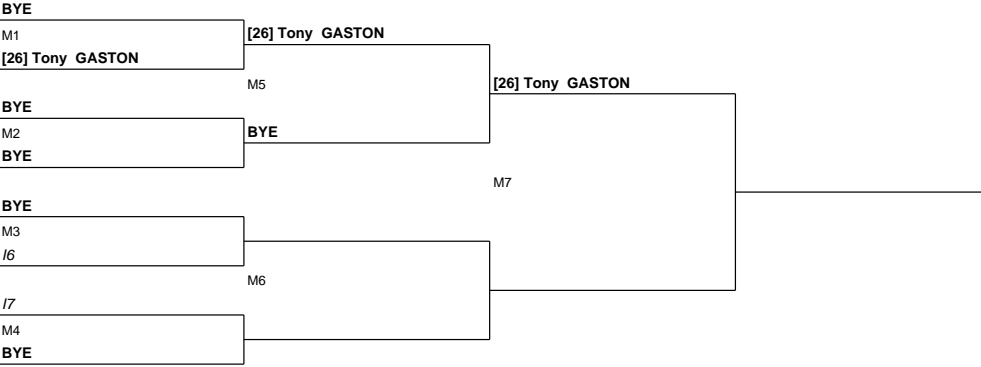 BYE
M1
[26] Tony GASTON
[26] Tony GASTON
M5
[26] Tony GASTON
BYE
M2
BYE
BYE
M7
BYE
M3
I6
M6
I7
M4
BYE